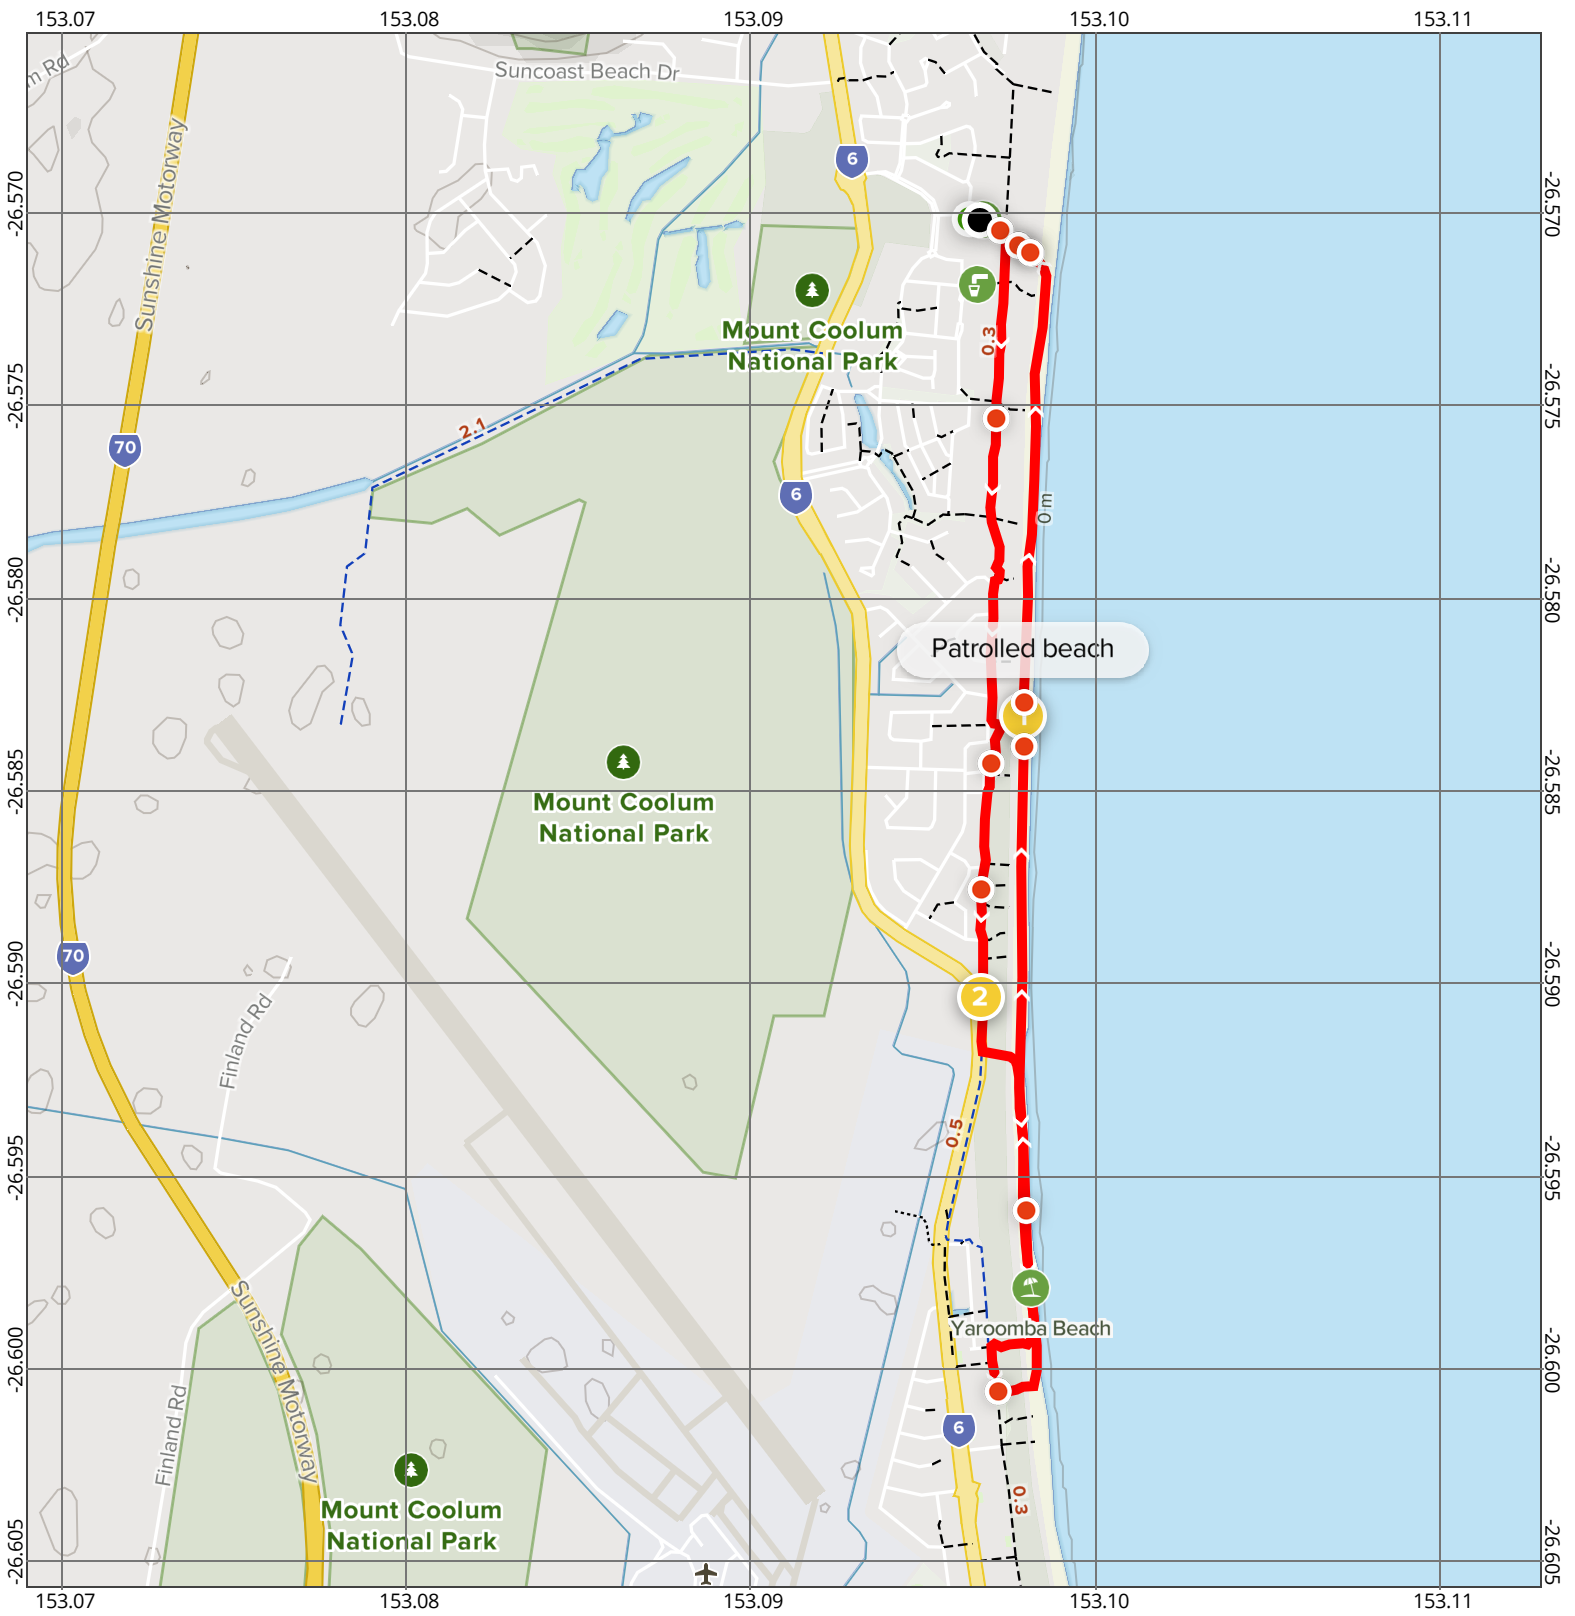 153.07
153.08
153.09
153.10
153.11
m Rd
Suncoast Beach Dr
Sunshine Motorway
6
-26.570
-26.570
Mount Coolum
National Park
0.3
-26.575
-26.575
2.1
70
6
0 m
-26.580
-26.580
Patrolled beach
1
-26.585
-26.585
Mount Coolum
National Park
70
-26.590
-26.590
2
Finland Rd
0.5
-26.595
-26.595
Sunshine Motorway
Yaroomba Beach
-26.600
-26.600
Finland Rd
6
Mount Coolum
National Park
0.3
-26.605
-26.605
153.07
153.08
153.09
153.10
153.11